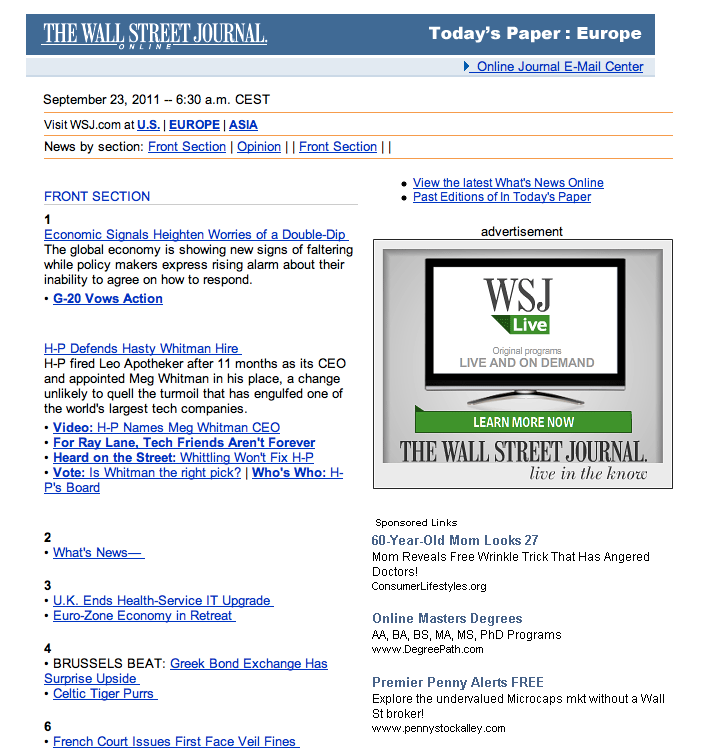 THE WALL STREET JOURNAL.
ONLINE
Today's Paper : Europe
Online Journal E-Mail Center
September 23, 2011 -- 6:30 a.m. CEST
Visit WSJ.com at U.S. | EUROPE | ASIA
News by section: Front Section | Opinion | | Front Section | |
FRONT SECTION
1
Economic Signals Heighten Worries of a Double-Dip
The global economy is showing new signs of faltering
while policy makers express rising alarm about their
inability to agree on how to respond.
• G-20 Vows Action
H-P Defends Hasty Whitman Hire
H-P fired Leo Apotheker after 11 months as its CEO
and appointed Meg Whitman in his place, a change
unlikely to quell the turmoil that has engulfed one of
the world's largest tech companies.
• Video: H-P Names Meg Whitman CEO
• For Ray Lane, Tech Friends Aren't Forever
• Heard on the Street: Whittling Won't Fix H-P
• Vote: Is Whitman the right pick? | Who's Who: H-
P's Board
2
• What's News—
3
• U.K. Ends Health-Service IT Upgrade
• Euro-Zone Economy in Retreat
4
• BRUSSELS BEAT: Greek Bond Exchange Has
Surprise Upside
• Celtic Tiger Purrs
6
• French Court Issues First Face Veil Fines
• View the latest What's News Online
• Past Editions of In Today's Paper
advertisement
WSJ
Live
Original programs
LIVE AND ON DEMAND
LEARN MORE NOW
THE WALL STREET JOURNAL.
live in the know
Sponsored Links
60-Year-Old Mom Looks 27
Mom Reveals Free Wrinkle Trick That Has Angered
Doctors!
ConsumerLifestyles.org
Online Masters Degrees
AA, BA, BS, MA, MS, PhD Programs
www.DegreePath.com
Premier Penny Alerts FREE
Explore the undervalued Microcaps mkt without a Wall
St broker!
www.pennystockalley.com